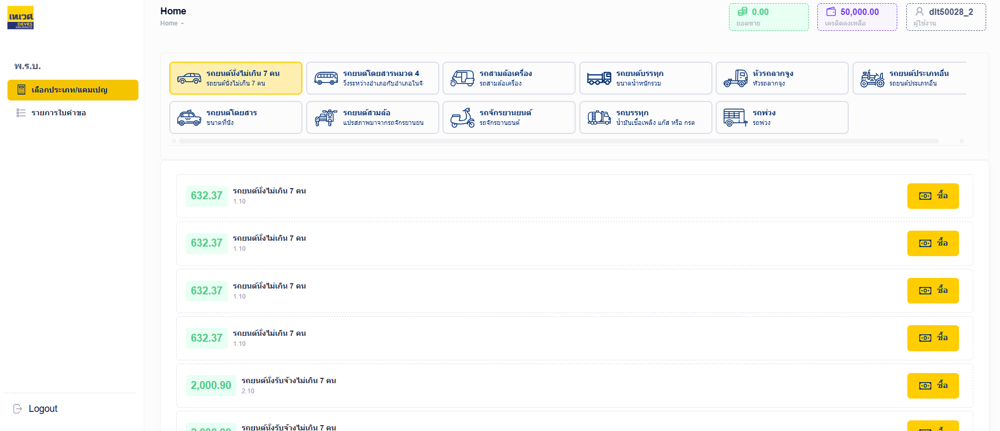 เทเวศ
DEVES
INSURANCE
Home
Home -
0.00
ยอดขาย
50,000.00
เครดิตคงเหลือ
dlt50028_2
ผู้ใช้งาน
พ.ร.บ.
เลือกประเภท/แคมเปญ
รายการใบคำขอ
Logout
รถยนต์นั่งไม่เกิน 7 คน
รถยนต์นั่งไม่เกิน 7 คน
รถยนต์โดยสารหมวด 4
วิ่งระหว่างอำเภอกับอำเภอในจั
รถสามล้อเครื่อง
รถสามล้อเครื่อง
รถยนต์บรรทุก
ขนาดน้ำหนักรวม
หัวรถลากจูง
หัวรถลากจูง
รถยนต์ประเภทอื่น
รถยนต์ประเภทอื่น
รถยนต์โดยสาร
ขนาดที่นั่ง
รถยนต์สามล้อ
แปรสภาพมาจากรถจักรยานยน
รถจักรยานยนต์
รถจักรยานยนต์
รถบรรทุก
น้ำมันเชื้อเพลิง แก๊ส หรือ กรด
รถพ่วง
รถพ่วง
632.37
รถยนต์นั่งไม่เกิน 7 คน
1.10
ซื้อ
632.37
รถยนต์นั่งไม่เกิน 7 คน
1.10
ซื้อ
632.37
รถยนต์นั่งไม่เกิน 7 คน
1.10
ซื้อ
632.37
รถยนต์นั่งไม่เกิน 7 คน
1.10
ซื้อ
2,000.90
รถยนต์นั่งรับจ้างไม่เกิน 7 คน
2.10
ซื้อ
2,000.90
รถยนต์นั่งรับจ้างไม่เกิน 7 คน
ซื้อ